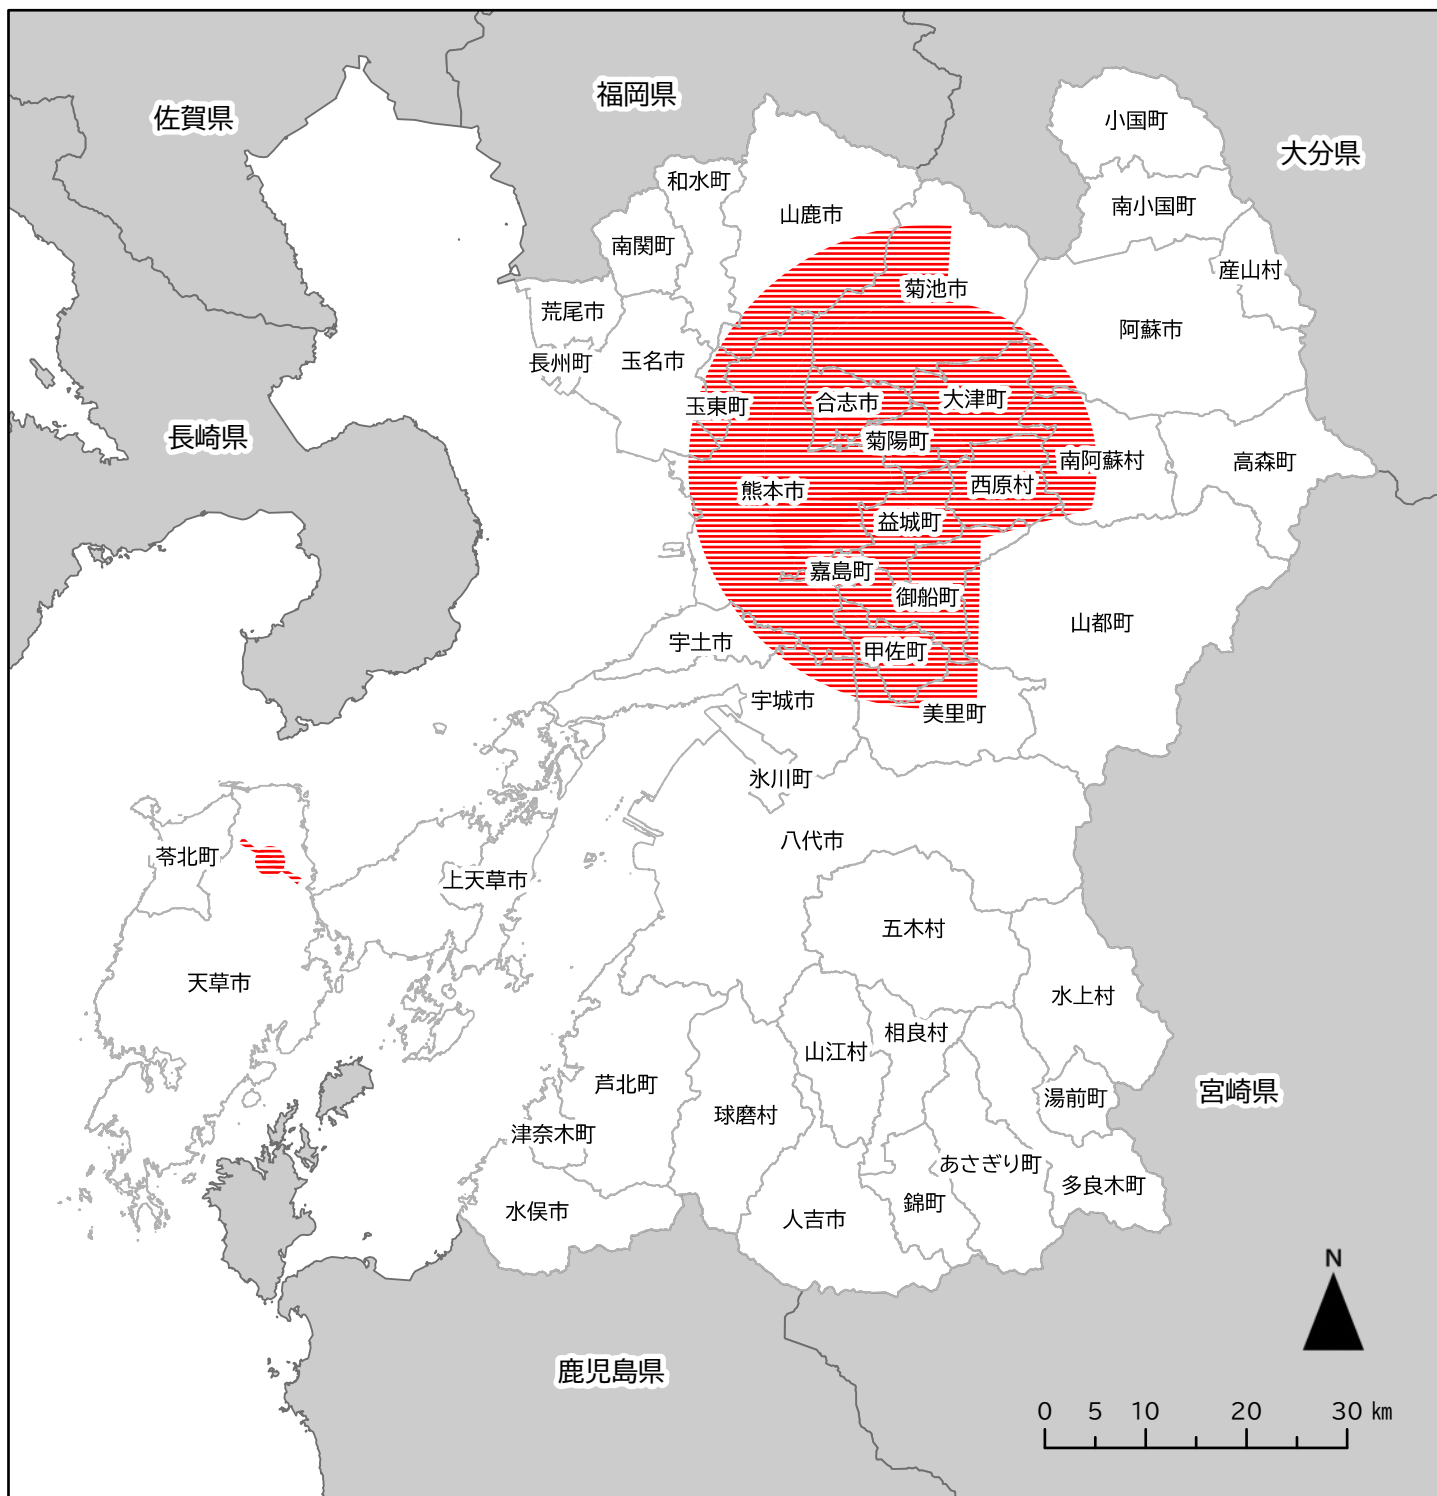 福岡県
佐賀県
小国町
大分県
和水町
山鹿市
南小国町
南関町
産山村
菊池市
荒尾市
阿蘇市
長州町
玉名市
玉東町
合志市
大津町
長崎県
菊陽町
南阿蘇村
高森町
熊本市
西原村
益城町
嘉島町
御船町
山都町
宇土市
甲佐町
宇城市
美里町
氷川町
八代市
苓北町
上天草市
五木村
天草市
水上村
相良村
山江村
芦北町
宮崎県
湯前町
球磨村
津奈木町
あさぎり町
多良木町
錦町
水俣市
人吉市
N
鹿児島県
0 5 10 20 30 km